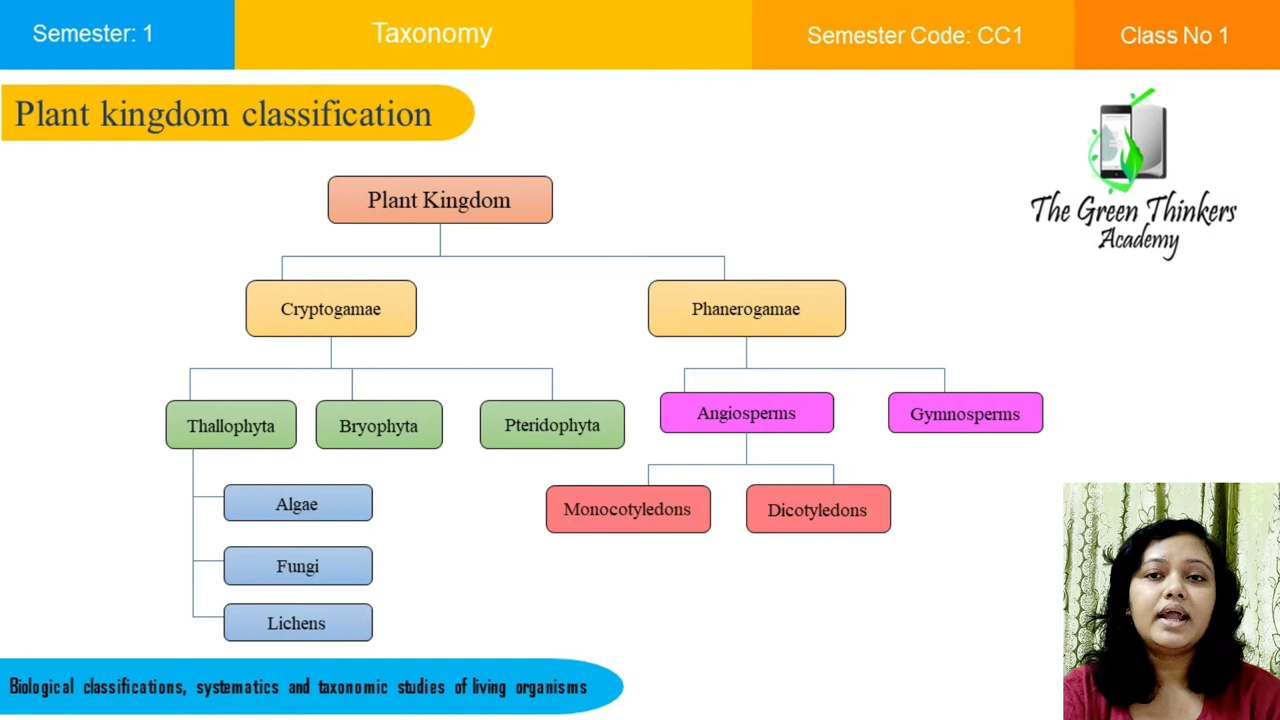 Semester: 1
Taxonomy
Semester Code: CC1
Class No 1
Plant kingdom classification
The Green Thinkers
Academy
Plant Kingdom
Cryptogamae
Phanerogamae
Thallophyta
Bryophyta
Pteridophyta
Angiosperms
Gymnosperms
Algae
Fungi
Lichens
Monocotyledons
Dicotyledons
Biological classifications, systematics and taxonomic studies of living organisms